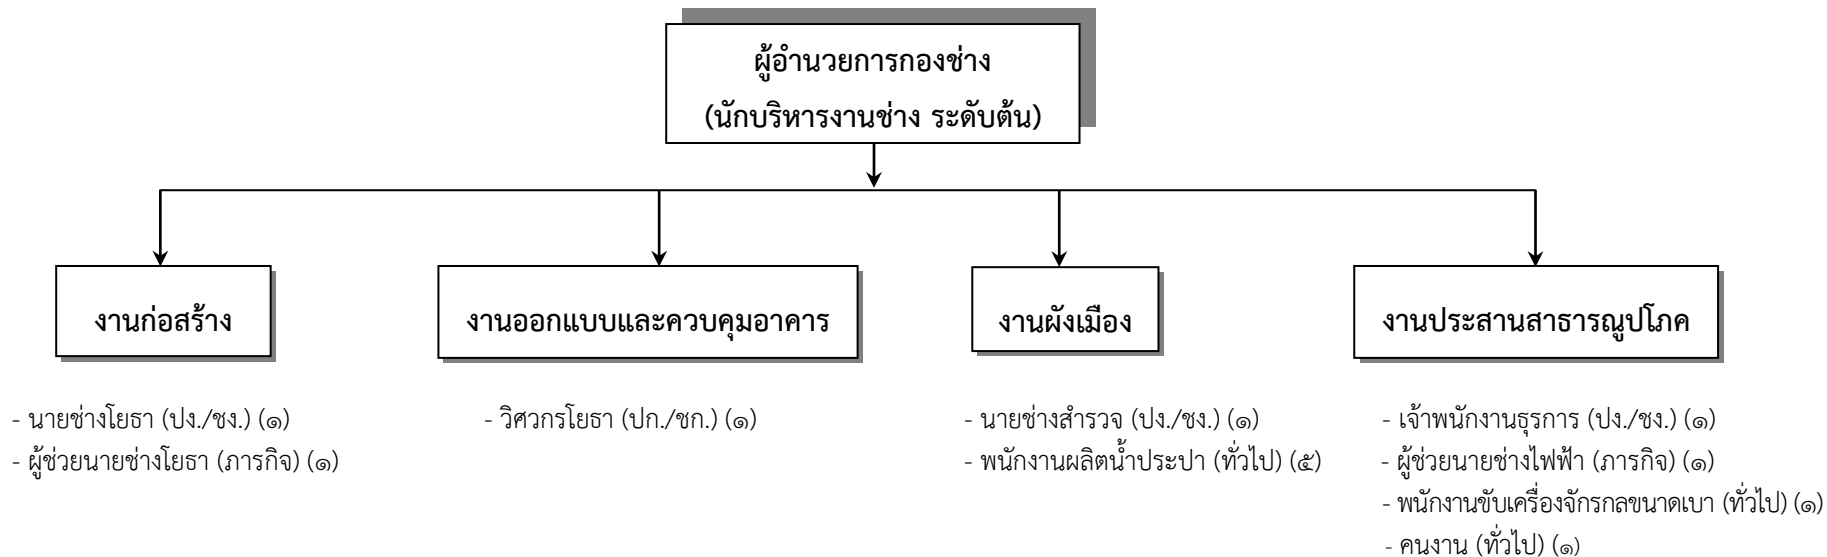 ผู้อำนวยการกองช่าง
(นักบริหารงานช่าง ระดับต้น)
งานก่อสร้าง
งานออกแบบและควบคุมอาคาร
งานผังเมือง
งานประสานสาธารณูปโภค
- นายช่างโยธา (ปง./ชง.) (๑)
- ผู้ช่วยนายช่างโยธา (ภารกิจ) (๑)
- วิศวกรโยธา (ปก./ชก.) (๑)
- นายช่างสำรวจ (ปง./ชง.) (๑)
- พนักงานผลิตน้ำประปา (ทั่วไป) (๕)
- เจ้าพนักงานธุรการ (ปง./ชง.) (๑)
- ผู้ช่วยนายช่างไฟฟ้า (ภารกิจ) (๑)
- พนักงานขับเครื่องจักรกลขนาดเบา (ทั่วไป) (๑)
- คนงาน (ทั่วไป) (๑)